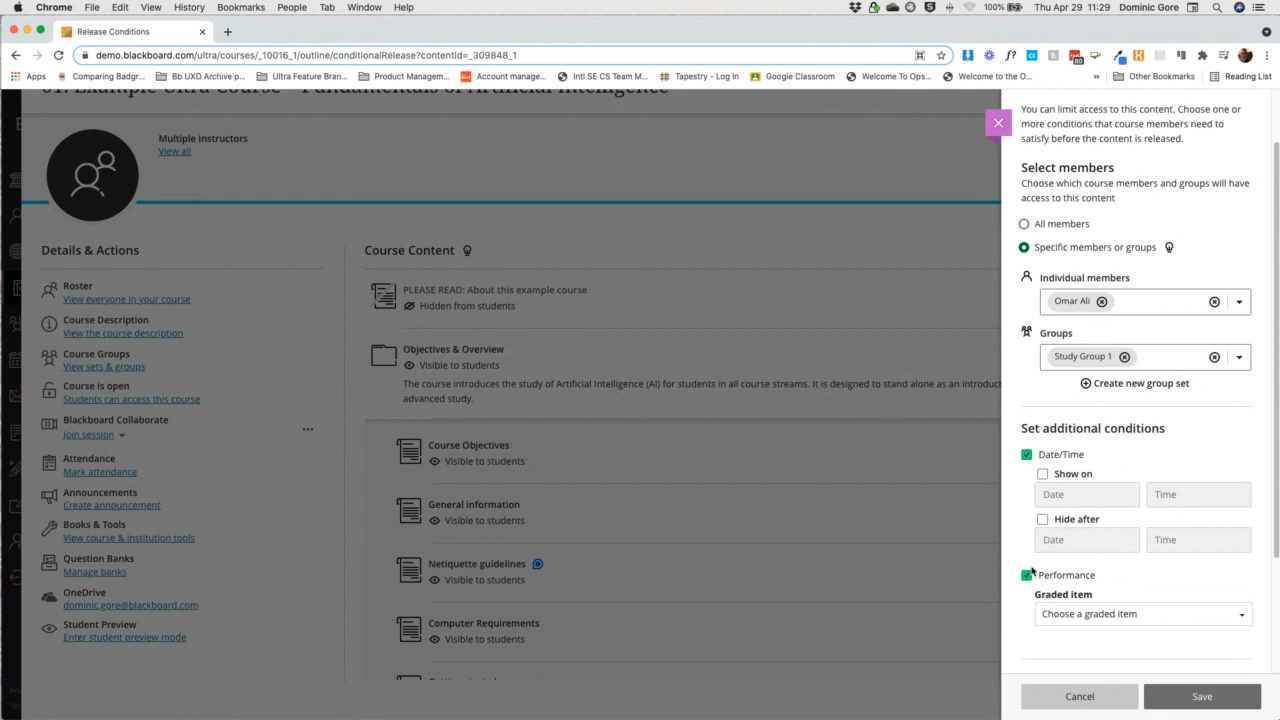 Chrome File Edit View History Bookmarks People Tab Window Help 100% Thu Apr 29 11:29 Dominic Gore
Release Conditions
demo.blackboard.com/ultra/courses/_10016_1/outline/conditionalRelease?contentId=_309848_1
Apps Comparing Badgr... Bb UXD Archive p... Ultra Feature Bran... Product Managem... Account manage... Intl SE CS Team M... Tapestry - Log In Google Classroom Welcome To Ops... Welcome to the O... » Other Bookmarks Reading List
01. Example Ultra Course - Fundamentals of Artificial Intelligence
Multiple Instructors
View all
Details & Actions
Roster
View everyone in your course
Course Description
View the course description
Course Groups
View sets & groups
Course is open
Students can access this course
Blackboard Collaborate
Join session
Attendance
Mark attendance
Announcements
Create announcement
Books & Tools
View course & institution tools
Question Banks
Manage banks
OneDrive
dominic.gore@blackboard.com
Student Preview
Enter student preview mode
Course Content
PLEASE READ: About this example course
Hidden from students
Objectives & Overview
Visible to students
The course introduces the study of Artificial Intelligence (AI) for students in all course streams. It is designed to stand alone as an introduct
advanced study.
Course Objectives
Visible to students
General information
Visible to students
Netiquette guidelines
Visible to students
Computer Requirements
Visible to students
You can limit access to this content. Choose one or
more conditions that course members need to
satisfy before the content is released.
Select members
Choose which course members and groups will have
access to this content
All members
Specific members or groups
Individual members
Omar Ali
Groups
Study Group 1
Create new group set
Set additional conditions
Date/Time
Show on
Date Time
Hide after
Date Time
Performance
Graded item
Choose a graded item
Cancel Save